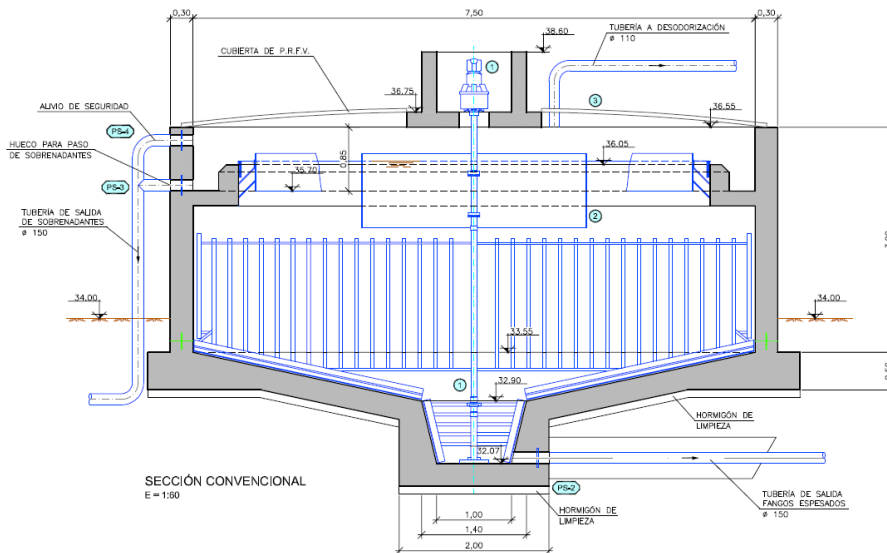 0,30
7,50
0,30
38.60
TUBERÍA A DESODORIZACIÓN
ø 110
CUBIERTA DE P.R.F.V.
1
36.75
3
36.55
ALIVIO DE SEGURIDAD
PS-4
HUECO PARA PASO
DE SOBRENADANTES
0,85
36.05
PS-3
35.70
TUBERÍA DE SALIDA
DE SOBRENADANTES
ø 150
2
34.00
34.00
33.55
1
32.90
HORMIGÓN DE
LIMPIEZA
32.07
SECCIÓN CONVENCIONAL
E = 1:60
PS-2
HORMIGÓN DE
LIMPIEZA
TUBERÍA DE SALIDA
FANGOS ESPESADOS
ø 150
1,00
1,40
2,00